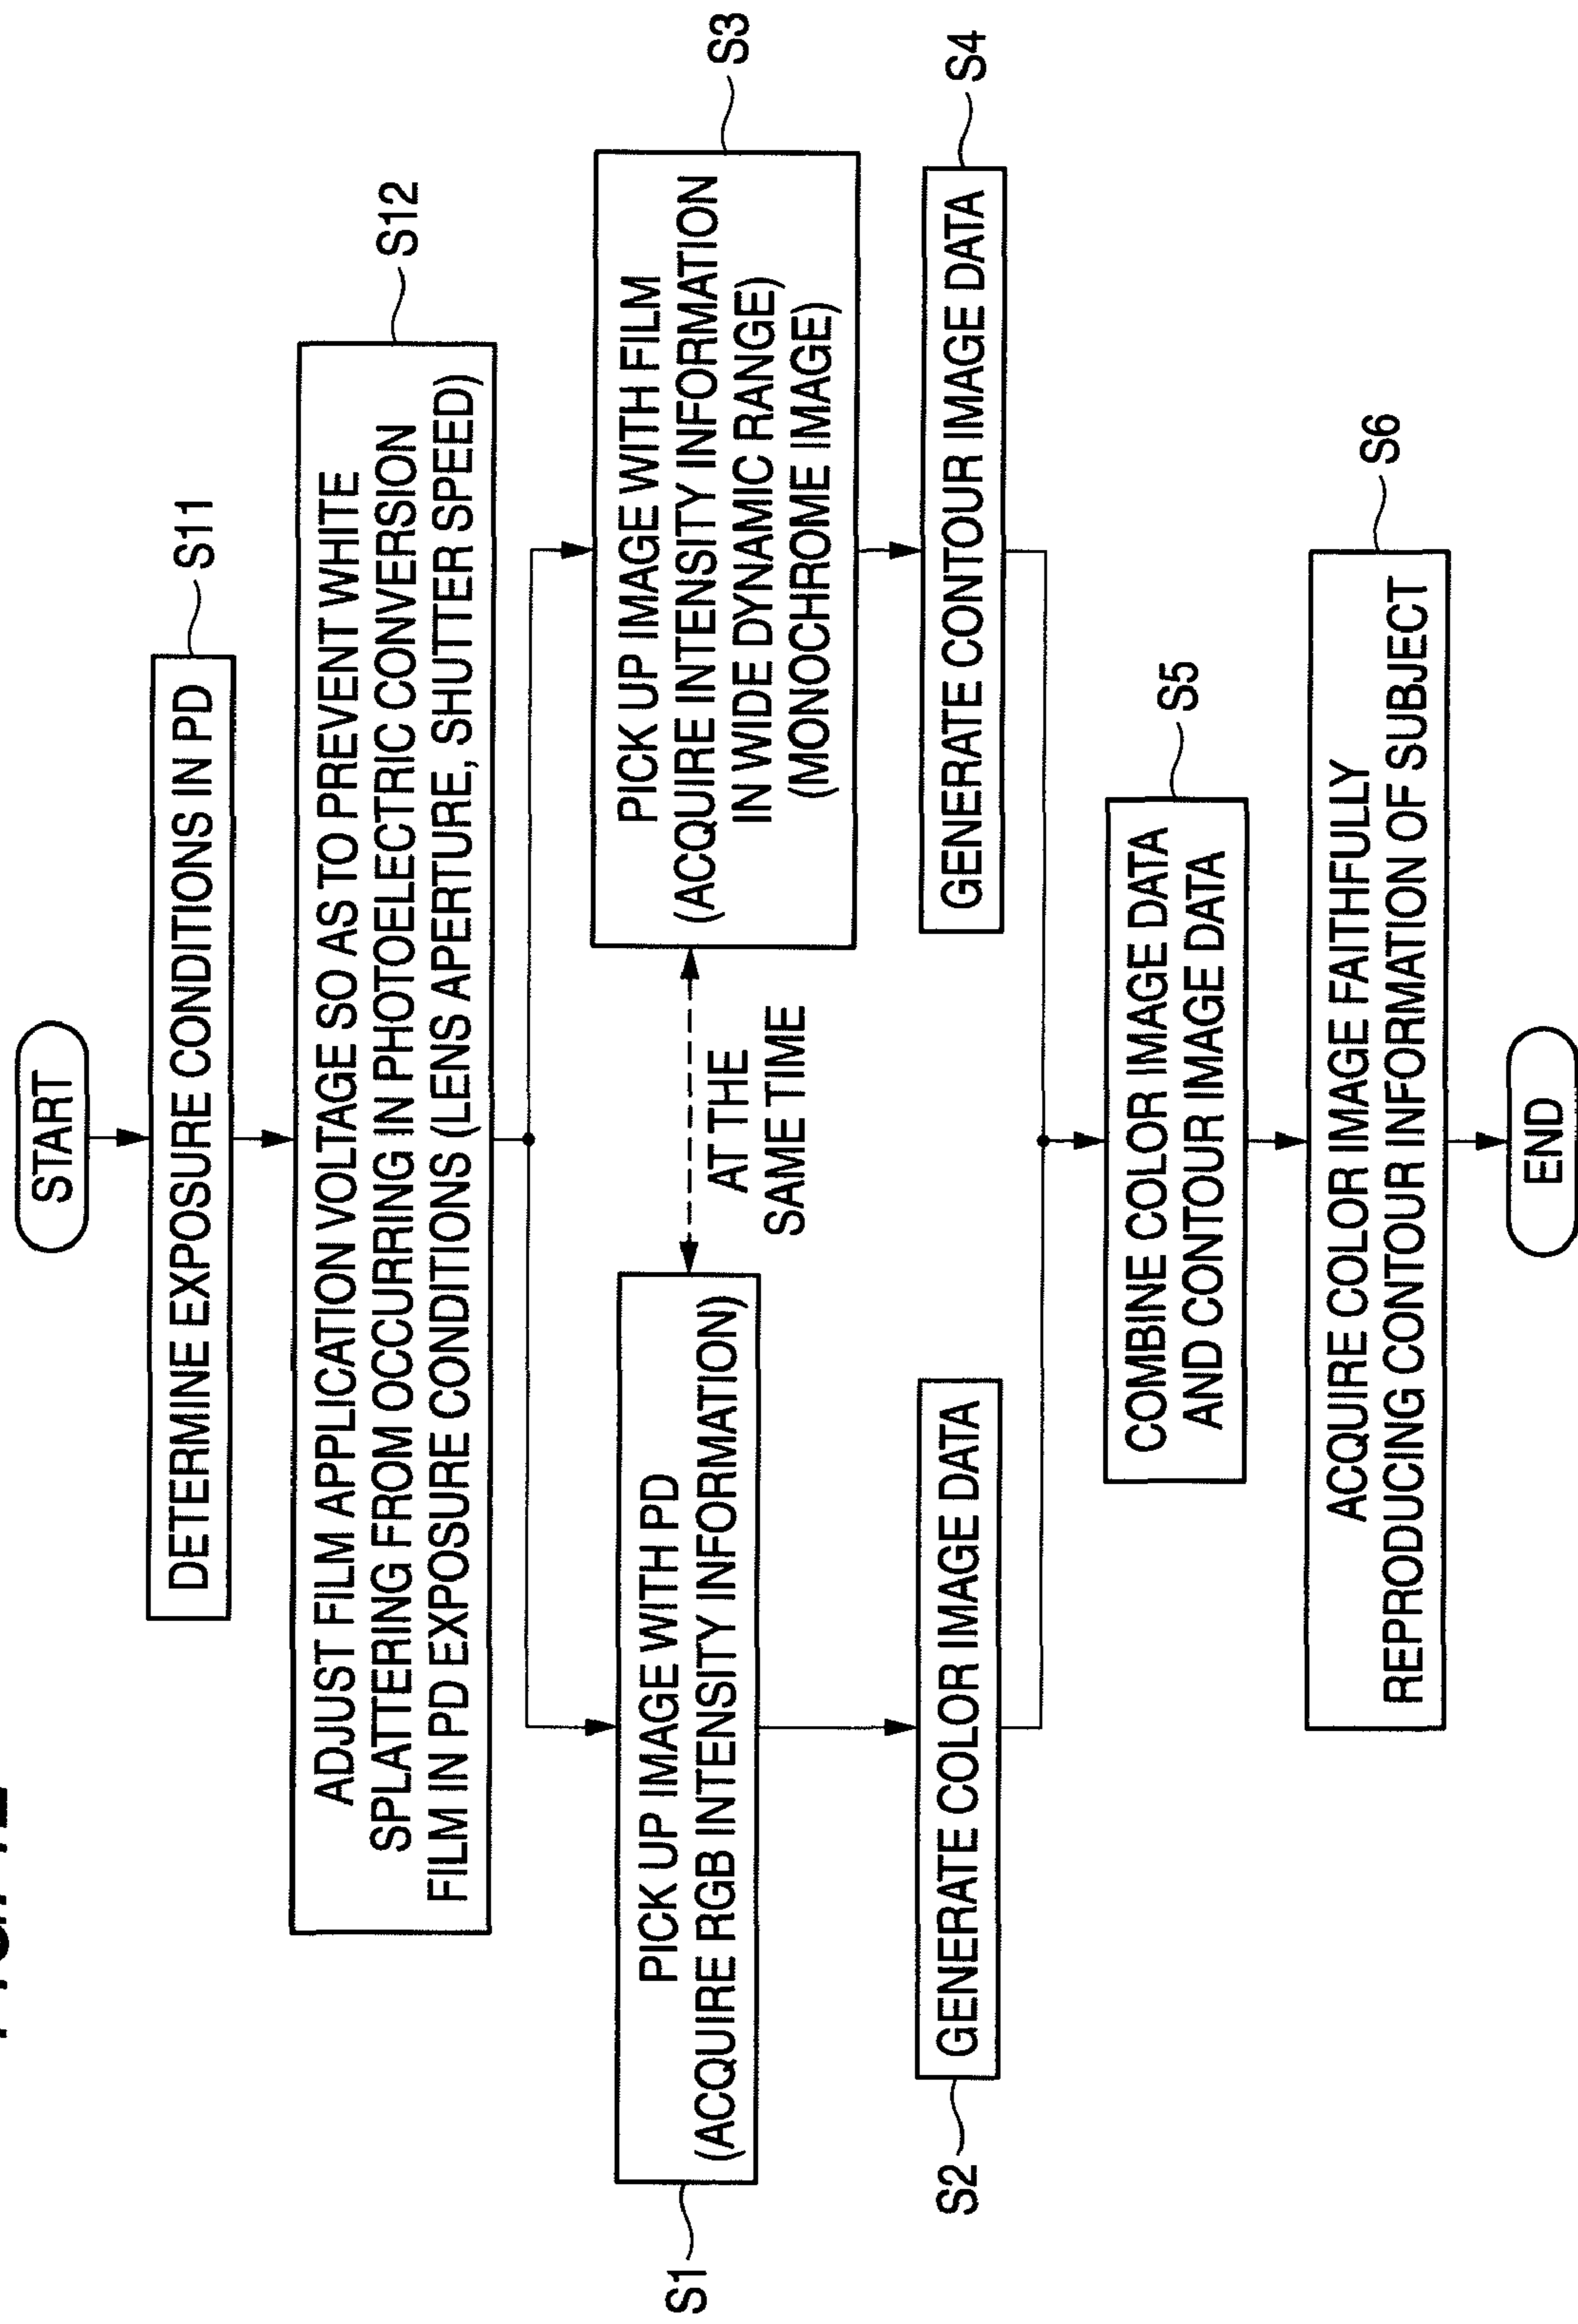 START
DETERMINE EXPOSURE CONDITIONS IN PD
S11
ADJUST FILM APPLICATION VOLTAGE SO AS TO PREVENT WHITE
SPLATTERING FROM OCCURRING IN PHOTOELECTRIC CONVERSION
FILM IN PD EXPOSURE CONDITIONS (LENS APERTURE, SHUTTER SPEED)
S12
S1
PICK UP IMAGE WITH PD
(ACQUIRE RGB INTENSITY INFORMATION)
AT THE
SAME TIME
PICK UP IMAGE WITH FILM
(ACQUIRE INTENSITY INFORMATION
IN WIDE DYNAMIC RANGE)
(MONOCHROME IMAGE)
S3
S2
GENERATE COLOR IMAGE DATA
GENERATE CONTOUR IMAGE DATA
S4
COMBINE COLOR IMAGE DATA
AND CONTOUR IMAGE DATA
S5
ACQUIRE COLOR IMAGE FAITHFULLY
REPRODUCING CONTOUR INFORMATION OF SUBJECT
S6
END